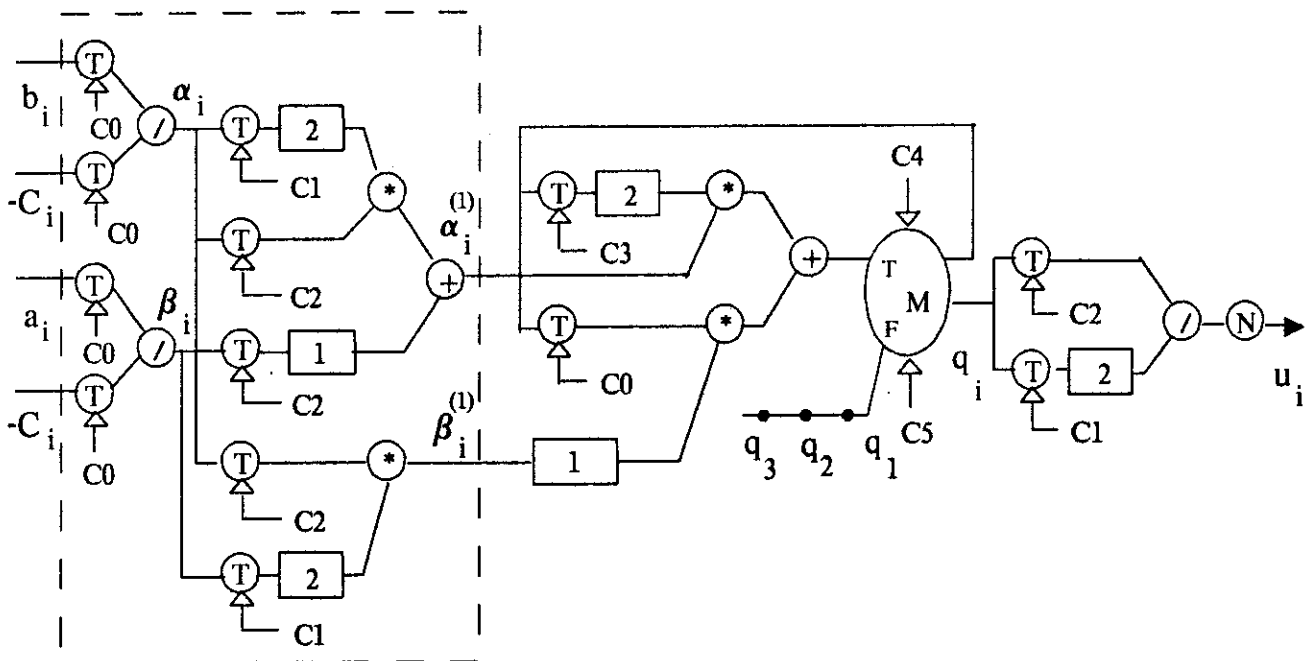 T
b_i
C0
/
α_i
T
2
C1
T
-C_i
C0
*
T
C2
α_i^(1)
+
T
a_i
C0
/
β_i
T
1
C2
T
-C_i
C0
T
C2
*
β_i^(1)
T
2
C1
T
2
C3
*
+
T
C0
*
1
C4
T
M
F
C5
q_3 q_2 q_1
q_i
T
C2
T
2
C1
/
N
u_i